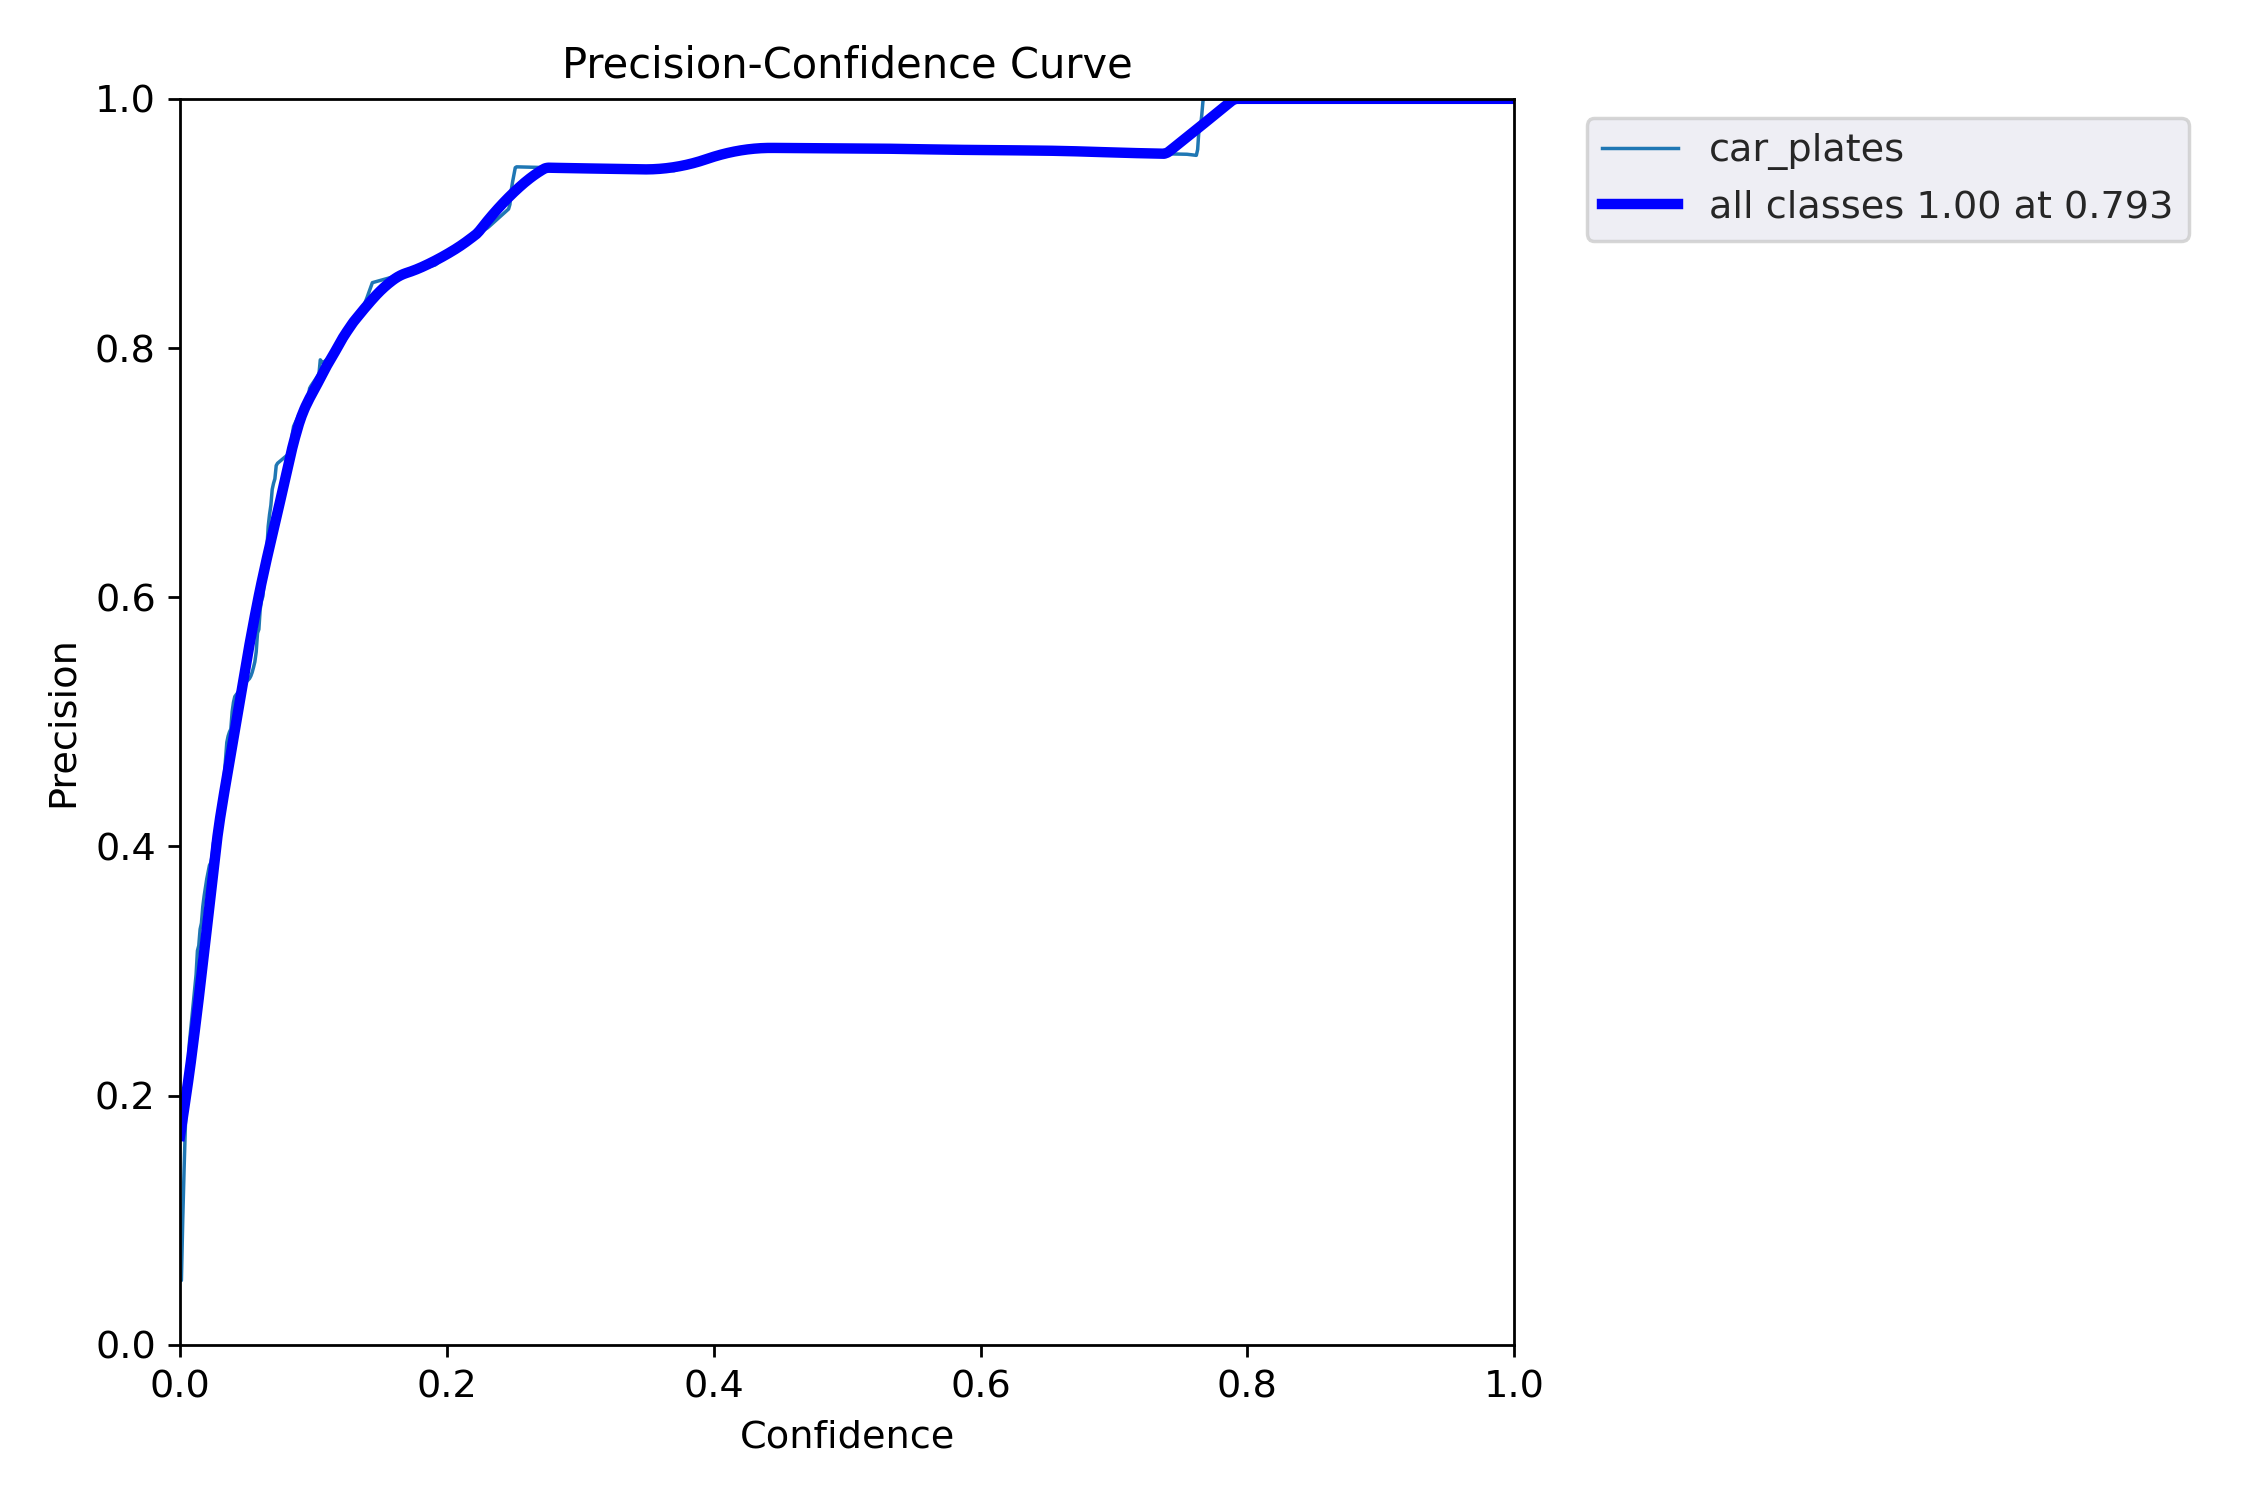 Precision-Confidence Curve
1.0
0.8
0.6
0.4
0.2
0.0
Precision
0.0 0.2 0.4 0.6 0.8 1.0
Confidence
car_plates
all classes 1.00 at 0.793